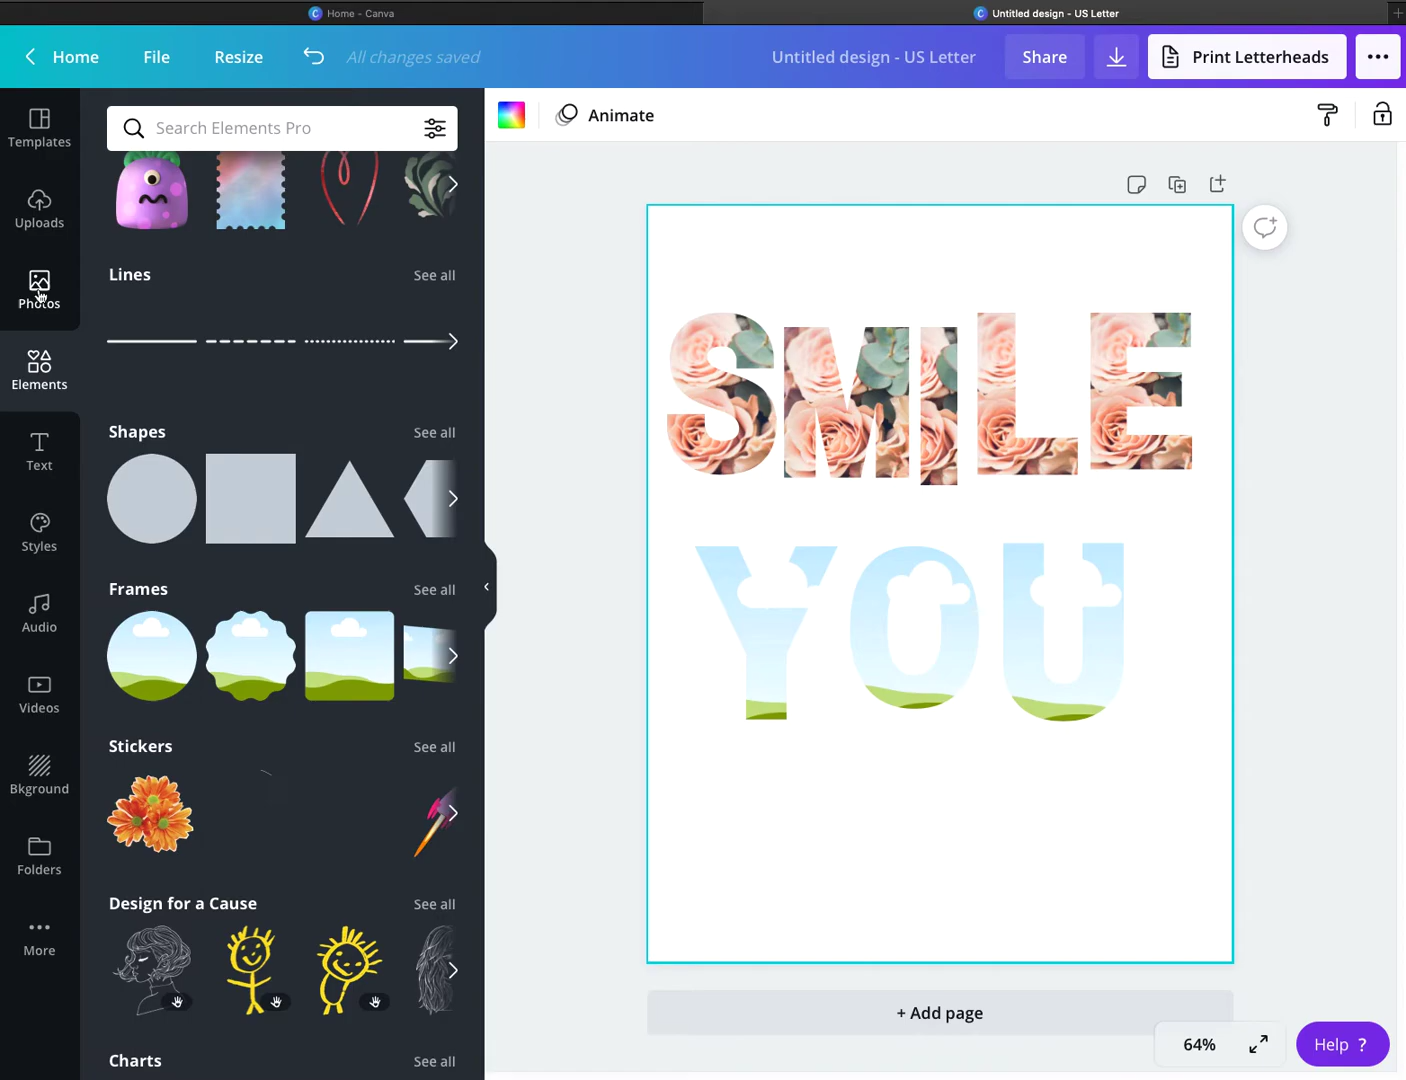 Home - Canva
Untitled design - US Letter
Home
File
Resize
All changes saved
Untitled design - US Letter
Share
Print Letterheads
Templates
Uploads
Photos
Elements
Text
Styles
Audio
Videos
Bkground
Folders
More
Search Elements Pro
Lines
See all
Shapes
See all
Frames
See all
Stickers
See all
Design for a Cause
See all
Charts
See all
Animate
SMILE
YOU
+ Add page
64%
Help ?